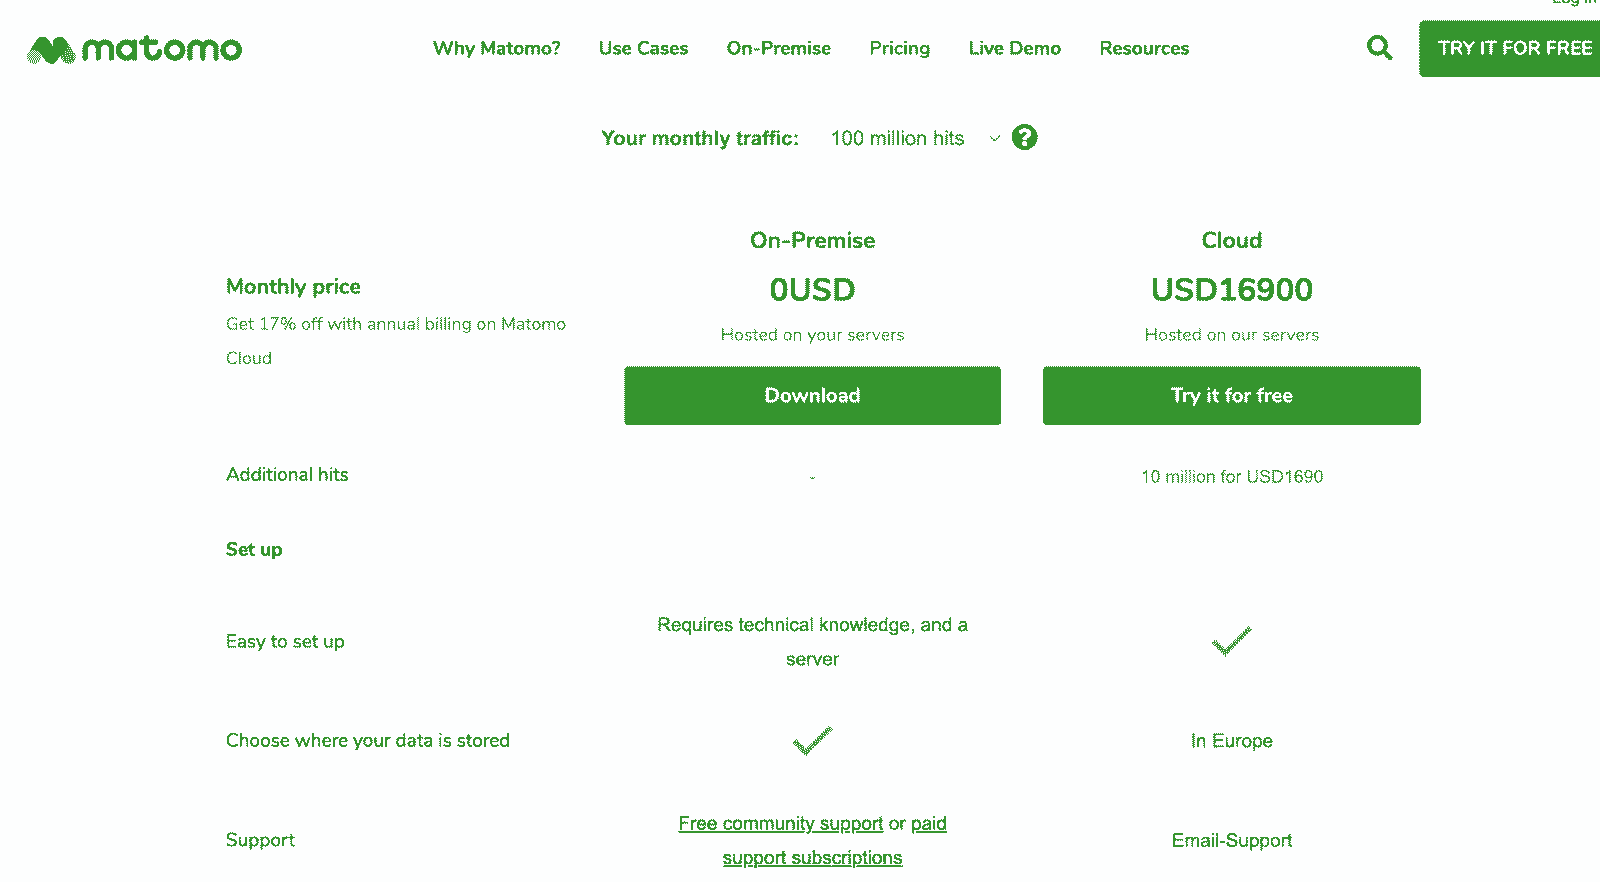 Log in
matomo
Why Matomo? Use Cases On-Premise Pricing Live Demo Resources
TRY IT FOR FREE
Your monthly traffic: 100 million hits
On-Premise Cloud
Monthly price 0USD USD16900
Get 17% off with annual billing on Matomo
Cloud
Hosted on your servers Hosted on our servers
Download Try it for free
Additional hits - 10 million for USD1690
Set up
Easy to set up
Requires technical knowledge, and a
server
Choose where your data is stored In Europe
Support
Free community support or paid
support subscriptions
Email-Support